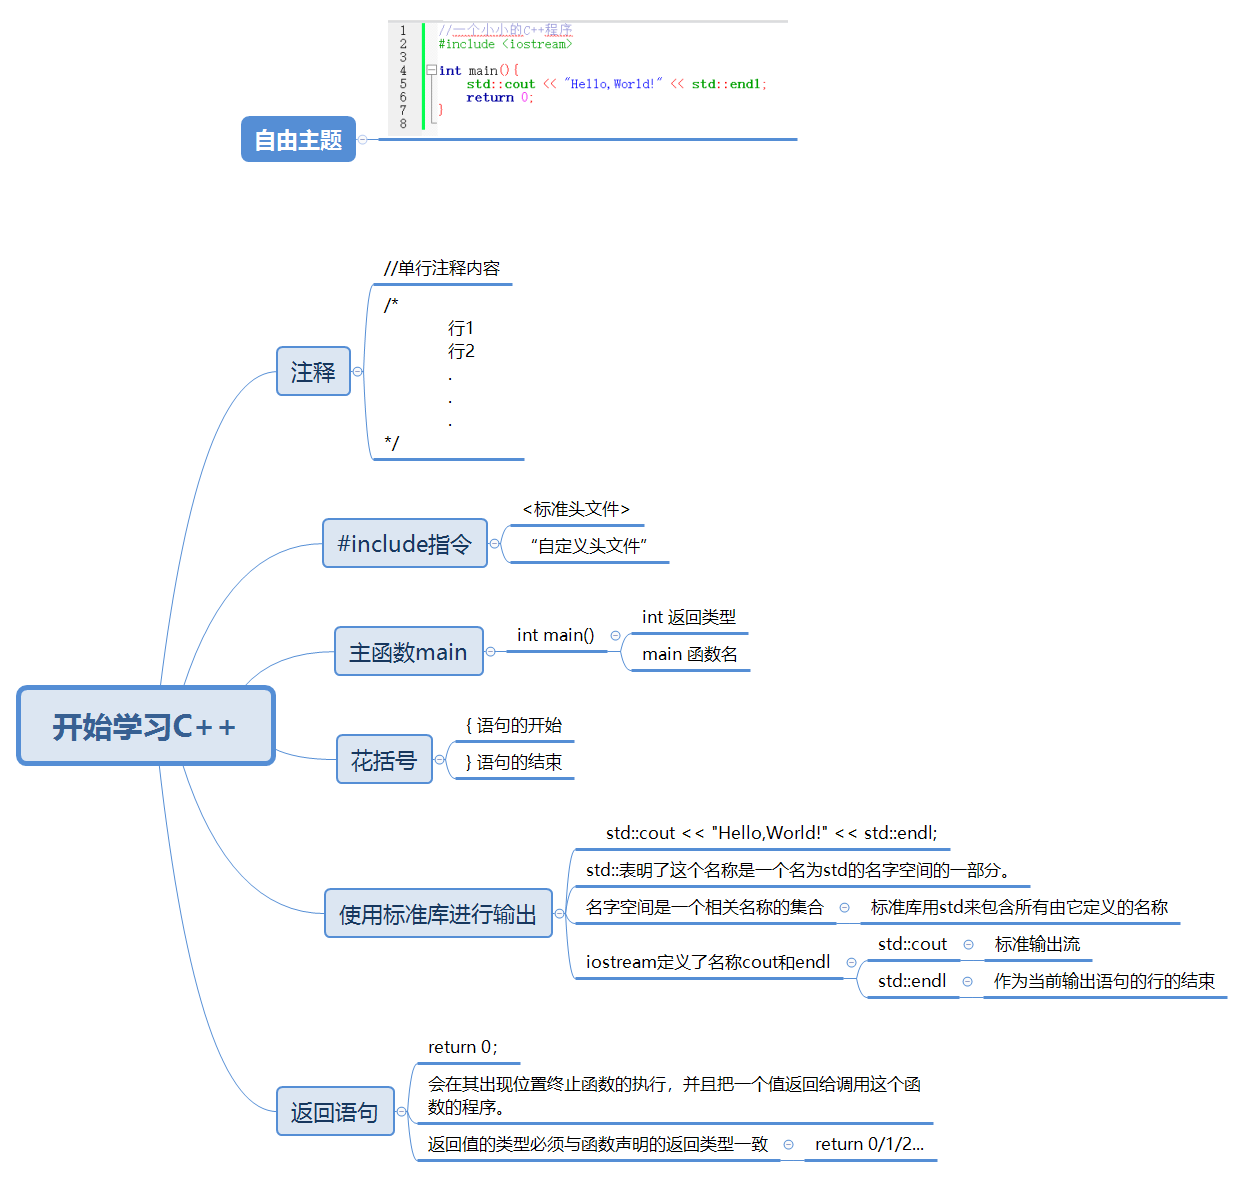 1 //一个小小的C++程序
2 #include <iostream>
3
4 int main(){
5 std::cout << "Hello,World!" << std::endl;
6 return 0;
7 }
8
自由主题
//单行注释内容
/*
行1
行2
.
.
.
*/
注释
<标准头文件>
“自定义头文件”
#include指令
int 返回类型
int main()
main 函数名
主函数main
开始学习C++
{ 语句的开始
} 语句的结束
花括号
std::cout << "Hello,World!" << std::endl;
std::表明了这个名称是一个名为std的名字空间的一部分。
名字空间是一个相关名称的集合
标准库用std来包含所有由它定义的名称
使用标准库进行输出
iostream定义了名称cout和endl
std::cout
标准输出流
std::endl
作为当前输出语句的行的结束
return 0；
会在其出现位置终止函数的执行，并且把一个值返回给调用这个函
数的程序。
返回语句
返回值的类型必须与函数声明的返回类型一致
return 0/1/2...